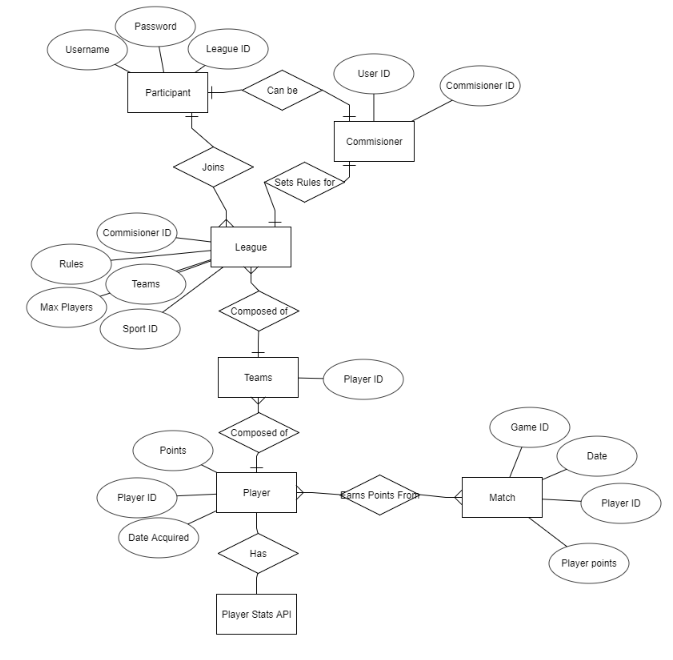 Password
Username
League ID
Participant
Can be
User ID
Commisioner ID
Commisioner
Joins
Sets Rules for
Commisioner ID
League
Rules
Teams
Max Players
Sport ID
Composed of
Teams
Player ID
Composed of
Game ID
Points
Date
Player
Earns Points From
Match
Player ID
Player ID
Date Acquired
Has
Player points
Player Stats API